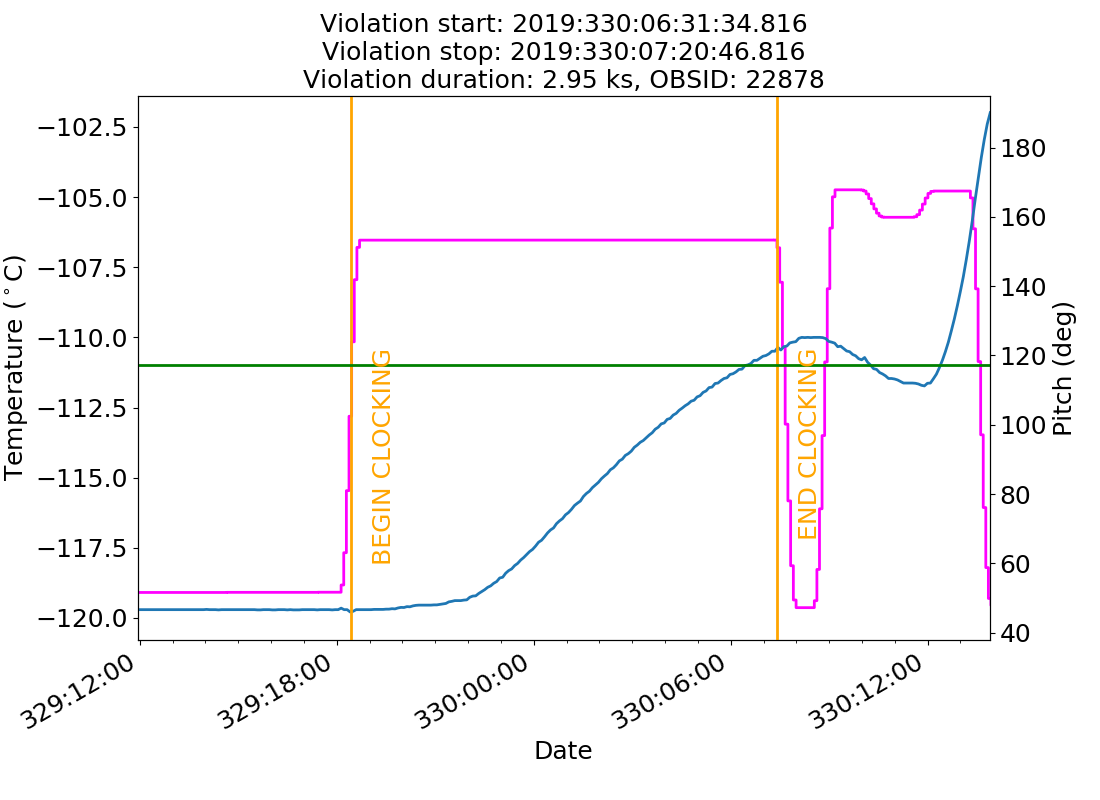 Violation start: 2019:330:06:31:34.816
Violation stop: 2019:330:07:20:46.816
Violation duration: 2.95 ks, OBSID: 22878
−102.5
−105.0
−107.5
−110.0
−112.5
−115.0
−117.5
−120.0
Temperature (°C)
BEGIN CLOCKING
END CLOCKING
180
160
140
120
100
80
60
40
Pitch (deg)
329:12:00
329:18:00
330:00:00
330:06:00
330:12:00
Date